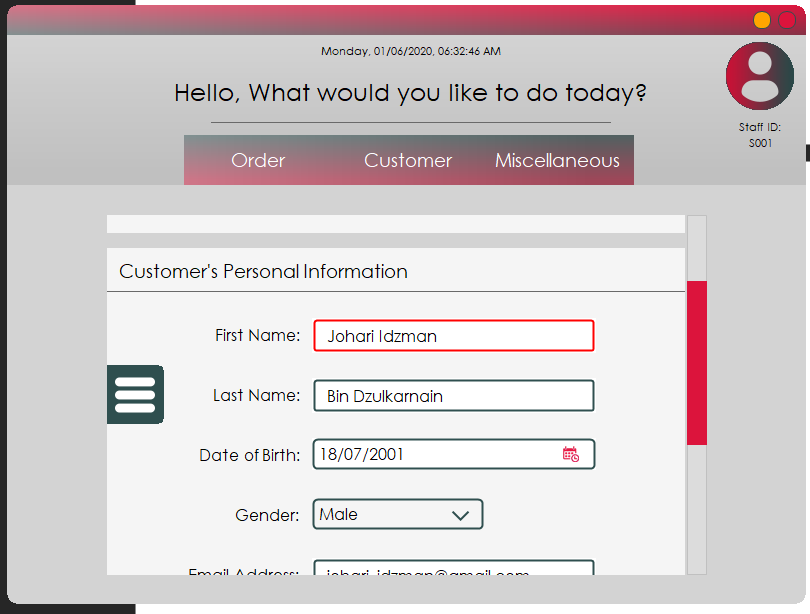 Monday, 01/06/2020, 06:32:46 AM
Hello, What would you like to do today?
Staff ID:
S001
Order Customer Miscellaneous
Customer's Personal Information
First Name: Johari Idzman
Last Name: Bin Dzulkarnain
Date of Birth: 18/07/2001
Gender: Male
Email Address: johari_idzman@gmail.com